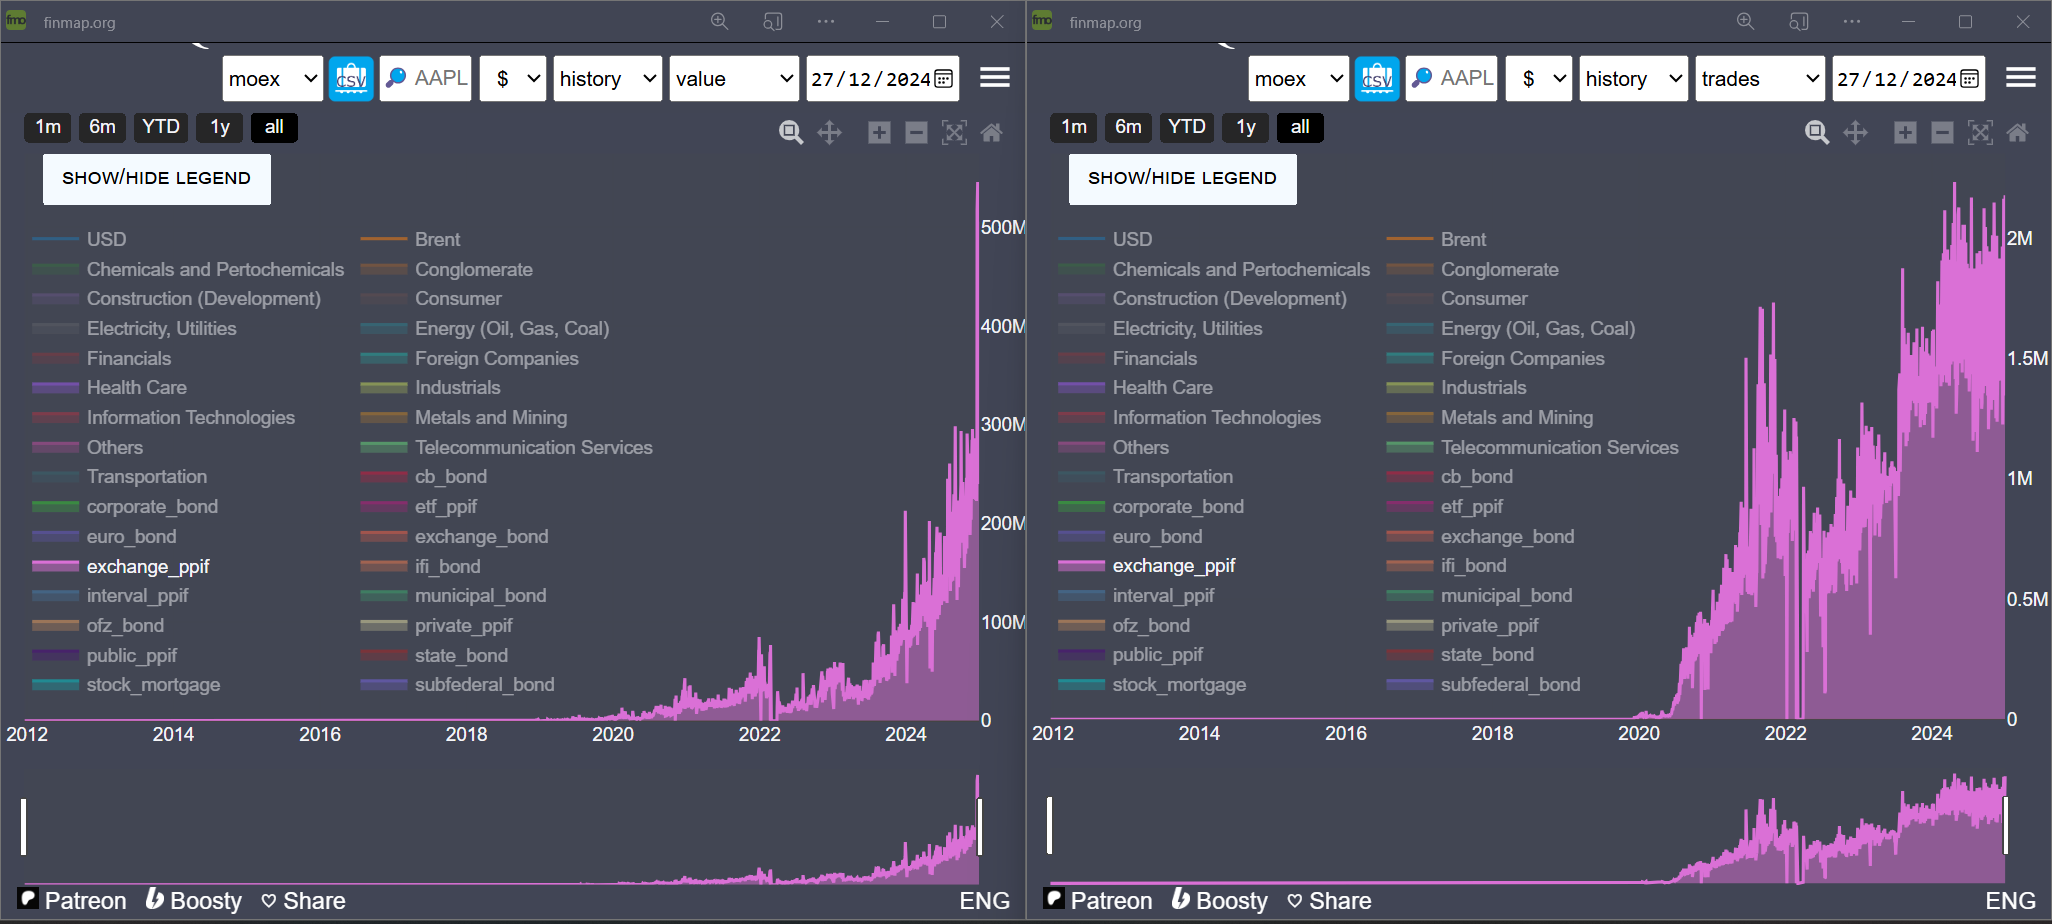 fmo finmap.org
moex CSV AAPL $ history value 27/12/2024
1m 6m YTD 1y all
SHOW/HIDE LEGEND
USD Brent
Chemicals and Pertochemicals Conglomerate
Construction (Development) Consumer
Electricity, Utilities Energy (Oil, Gas, Coal)
Financials Foreign Companies
Health Care Industrials
Information Technologies Metals and Mining
Others Telecommunication Services
Transportation cb_bond
corporate_bond etf_ppif
euro_bond exchange_bond
exchange_ppif ifi_bond
interval_ppif municipal_bond
ofz_bond private_ppif
public_ppif state_bond
stock_mortgage subfederal_bond
500M
400M
300M
200M
100M
0
2012 2014 2016 2018 2020 2022 2024
Patreon Boosty Share ENG
fmo finmap.org
moex CSV AAPL $ history trades 27/12/2024
1m 6m YTD 1y all
SHOW/HIDE LEGEND
USD Brent
Chemicals and Pertochemicals Conglomerate
Construction (Development) Consumer
Electricity, Utilities Energy (Oil, Gas, Coal)
Financials Foreign Companies
Health Care Industrials
Information Technologies Metals and Mining
Others Telecommunication Services
Transportation cb_bond
corporate_bond etf_ppif
euro_bond exchange_bond
exchange_ppif ifi_bond
interval_ppif municipal_bond
ofz_bond private_ppif
public_ppif state_bond
stock_mortgage subfederal_bond
2M
1.5M
1M
0.5M
0
2012 2014 2016 2018 2020 2022 2024
Patreon Boosty Share ENG